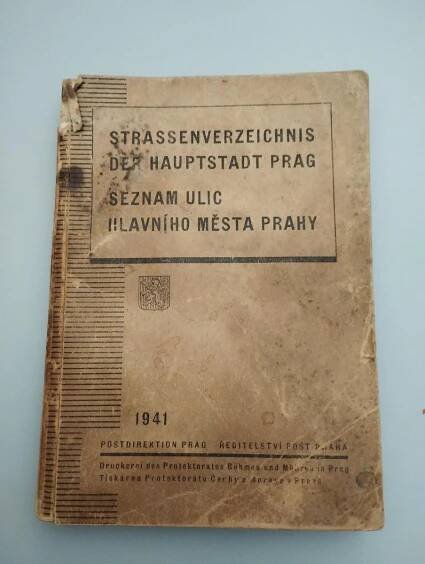 STRASSENVERZEICHNIS
DER HAUPTSTADT PRAG
SEZNAM ULIC
HLAVNÍHO MĚSTA PRAHY
1941
POSTDIREKTION PRAG ŘEDITELSTVÍ POŠT PRAHA
Druckerei des Protektorates Böhmen und Mähren in Prag
Tiskárna Protektorátu Čechy a Morava v Praze